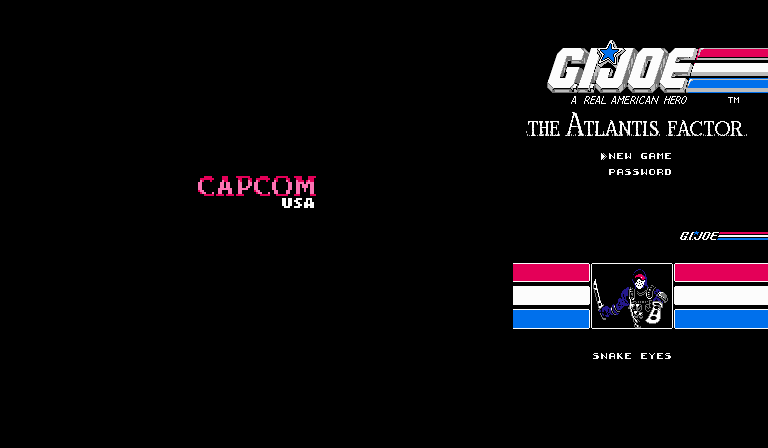 CAPCOM
USA
G.I.JOE
A REAL AMERICAN HERO TM
THE ATLANTIS FACTOR
NEW GAME
PASSWORD
G.I.JOE
SNAKE EYES